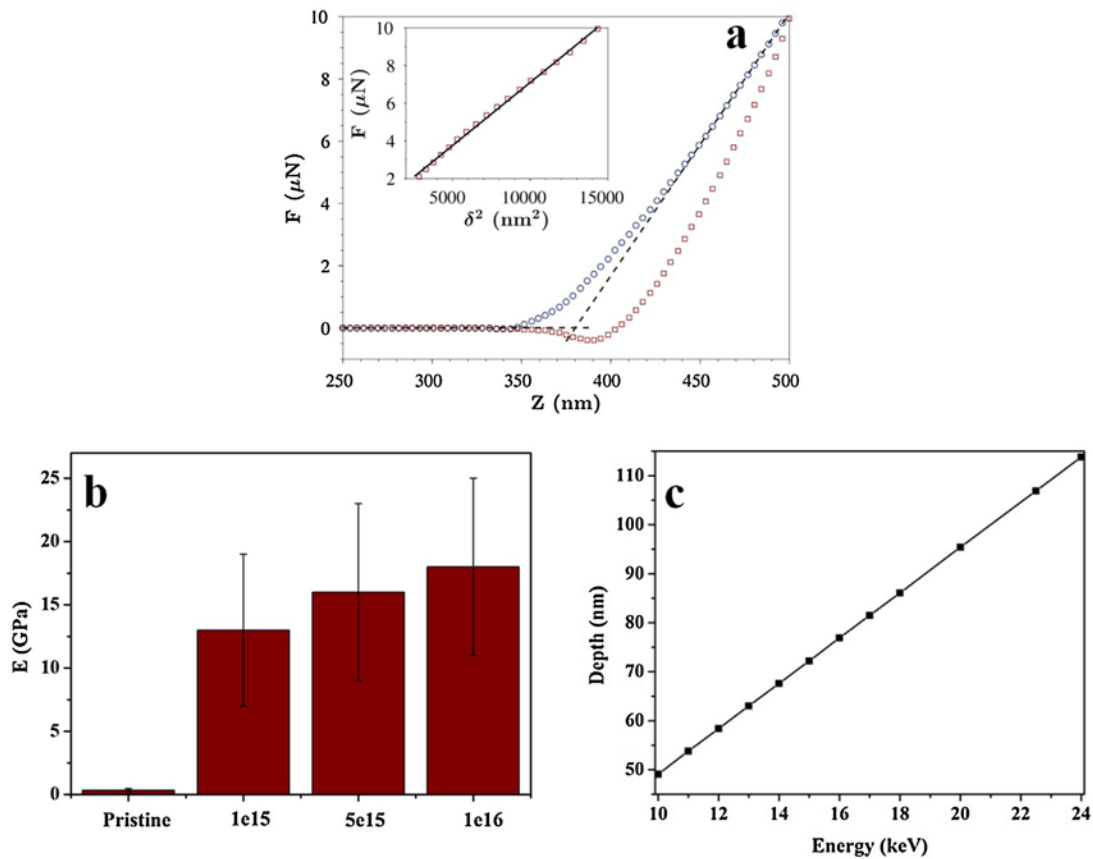 a
F (μN)
10
8
6
4
2
0
250 300 350 400 450 500
Z (nm)
F (μN)
10
8
6
4
2
5000 10000 15000
δ² (nm²)
b
E (GPa)
25
20
15
10
5
0
Pristine 1e15 5e15 1e16
c
Depth (nm)
110
100
90
80
70
60
50
10 12 14 16 18 20 22 24
Energy (keV)